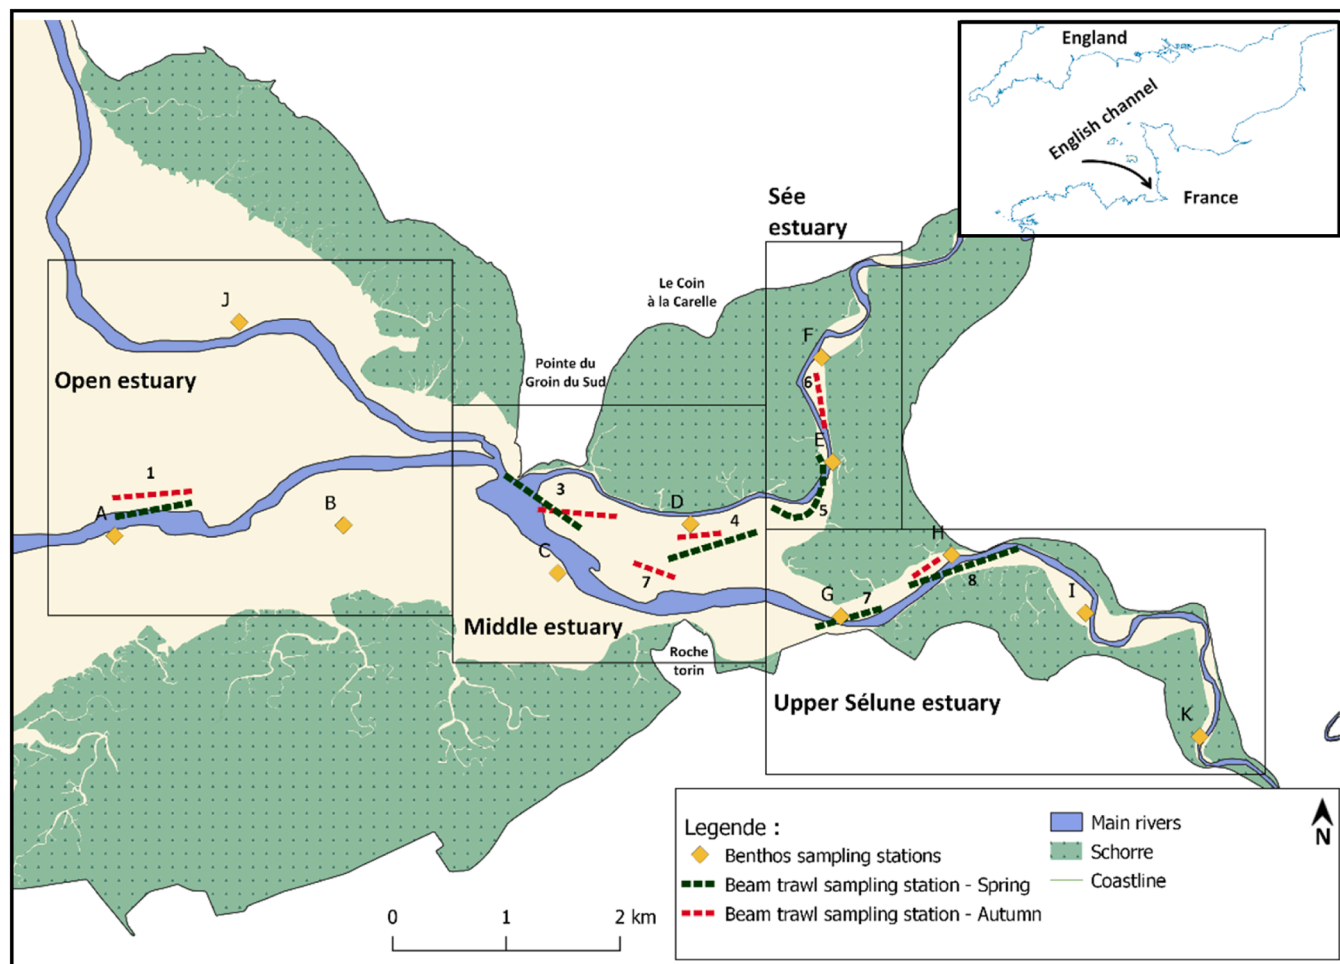 England
English channel
France
Sée
estuary
Le Coin
à la Carelle
J
F
Pointe du
Groin du Sud
Open estuary
6
E
1
3
D
A
B
4
5
C
H
7
8
G
7
I
Middle estuary
Roche
torin
Upper Sélune estuary
K
Legende :
Benthos sampling stations
Beam trawl sampling station - Spring
Beam trawl sampling station - Autumn
Main rivers
Schorre
Coastline
N
0
1
2 km